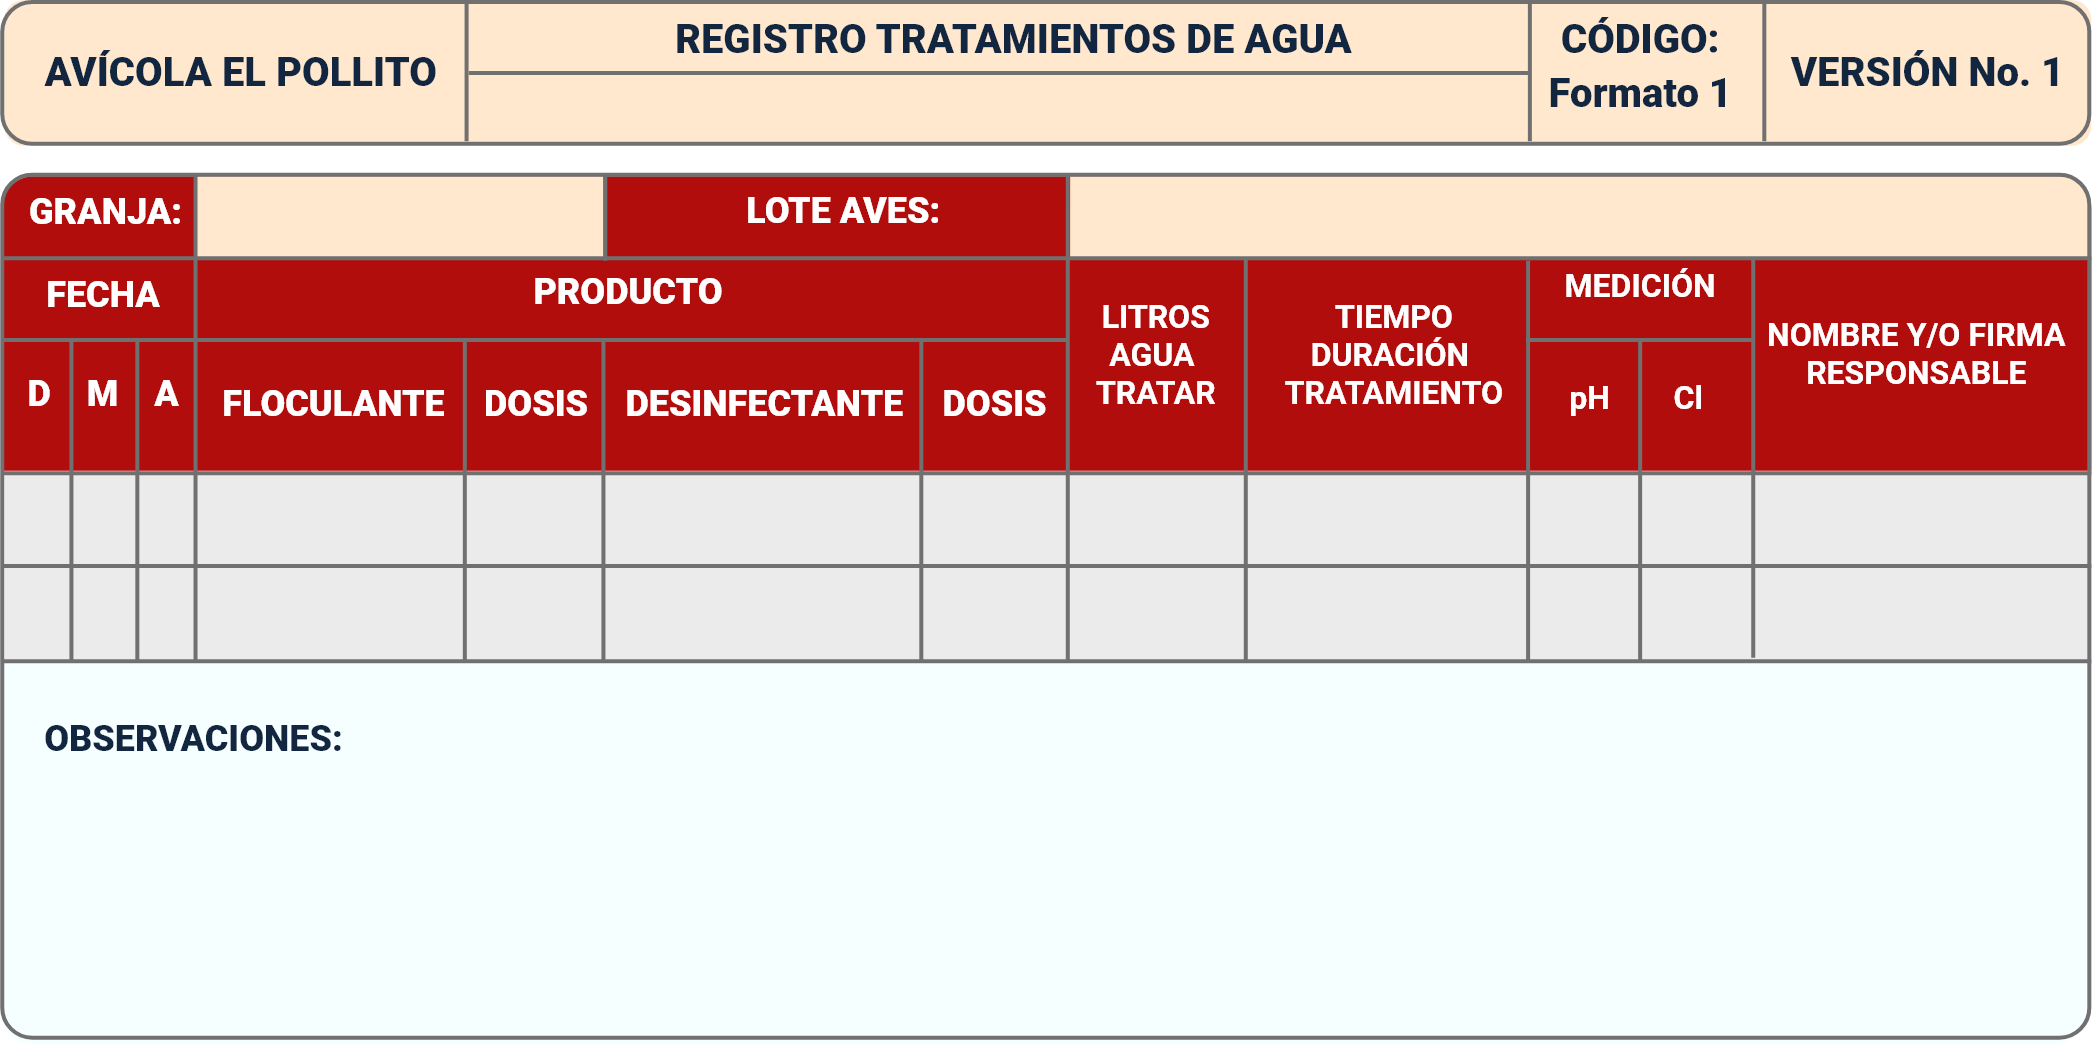 AVÍCOLA EL POLLITO
REGISTRO TRATAMIENTOS DE AGUA
CÓDIGO:
Formato 1
VERSIÓN No. 1
GRANJA:
LOTE AVES:
FECHA
PRODUCTO
LITROS
AGUA
TRATAR
TIEMPO
DURACIÓN
TRATAMIENTO
MEDICIÓN
NOMBRE Y/O FIRMA
RESPONSABLE
D
M
A
FLOCULANTE
DOSIS
DESINFECTANTE
DOSIS
pH
Cl
OBSERVACIONES: